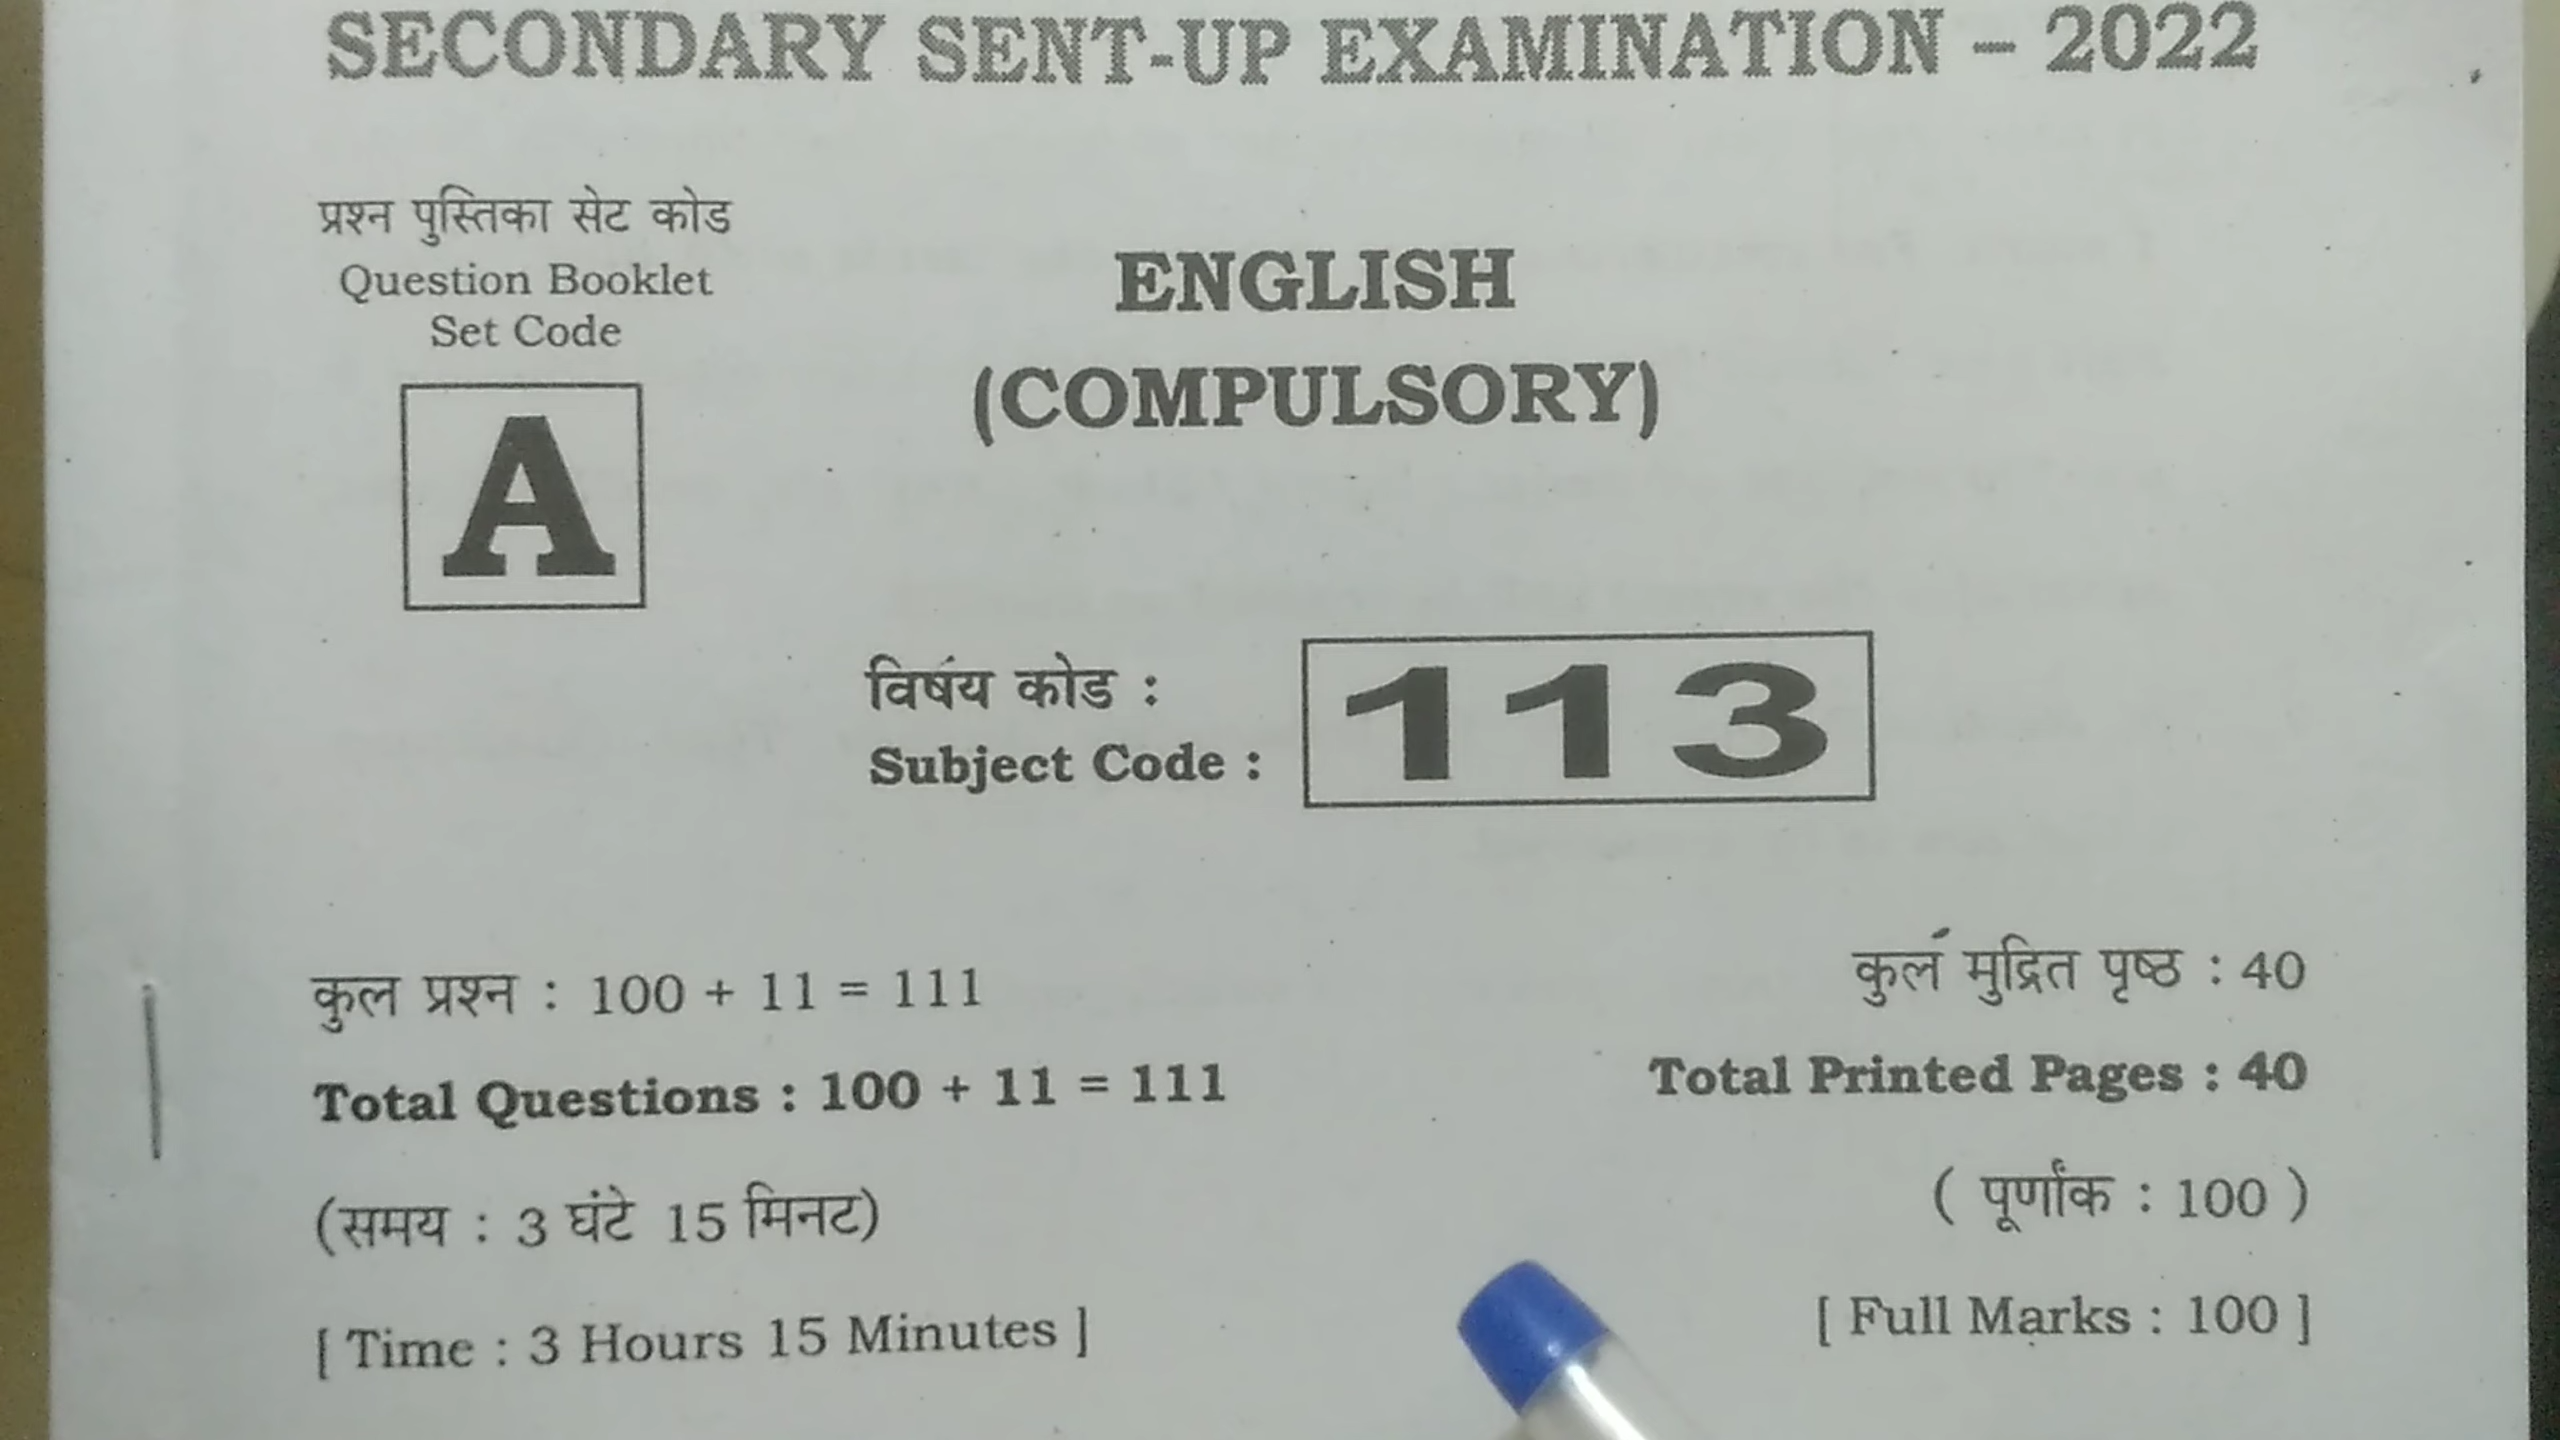 SECONDARY SENT-UP EXAMINATION – 2022
प्रश्न पुस्तिका सेट कोड
Question Booklet
Set Code
A
ENGLISH
(COMPULSORY)
विषय कोड :
Subject Code :
113
कुल प्रश्न : 100 + 11 = 111
Total Questions : 100 + 11 = 111
(समय : 3 घंटे 15 मिनट)
[ Time : 3 Hours 15 Minutes ]
कुल मुद्रित पृष्ठ : 40
Total Printed Pages : 40
( पूर्णांक : 100 )
[ Full Marks : 100 ]